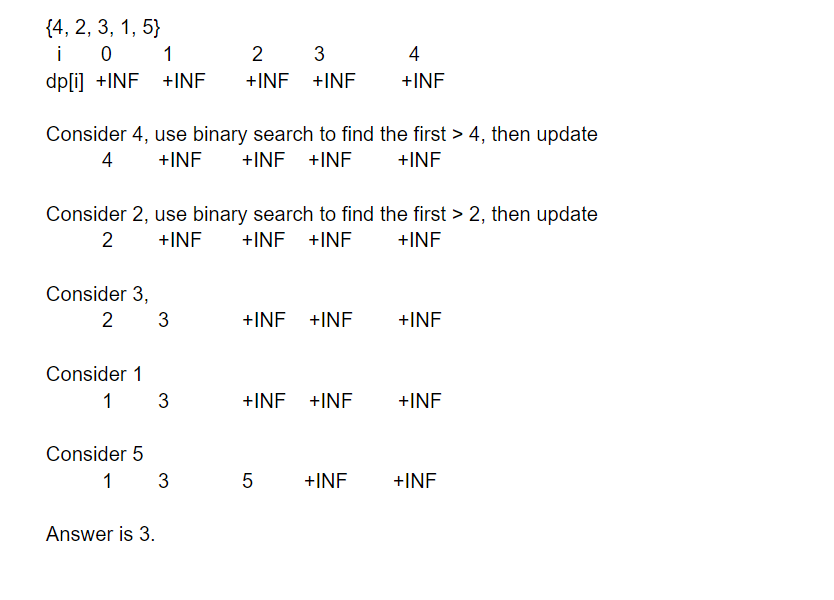 {4, 2, 3, 1, 5}
i 0 1 2 3 4
dp[i] +INF +INF +INF +INF +INF
Consider 4, use binary search to find the first > 4, then update
4 +INF +INF +INF +INF
Consider 2, use binary search to find the first > 2, then update
2 +INF +INF +INF +INF
Consider 3,
2 3 +INF +INF +INF
Consider 1
1 3 +INF +INF +INF
Consider 5
1 3 5 +INF +INF
Answer is 3.